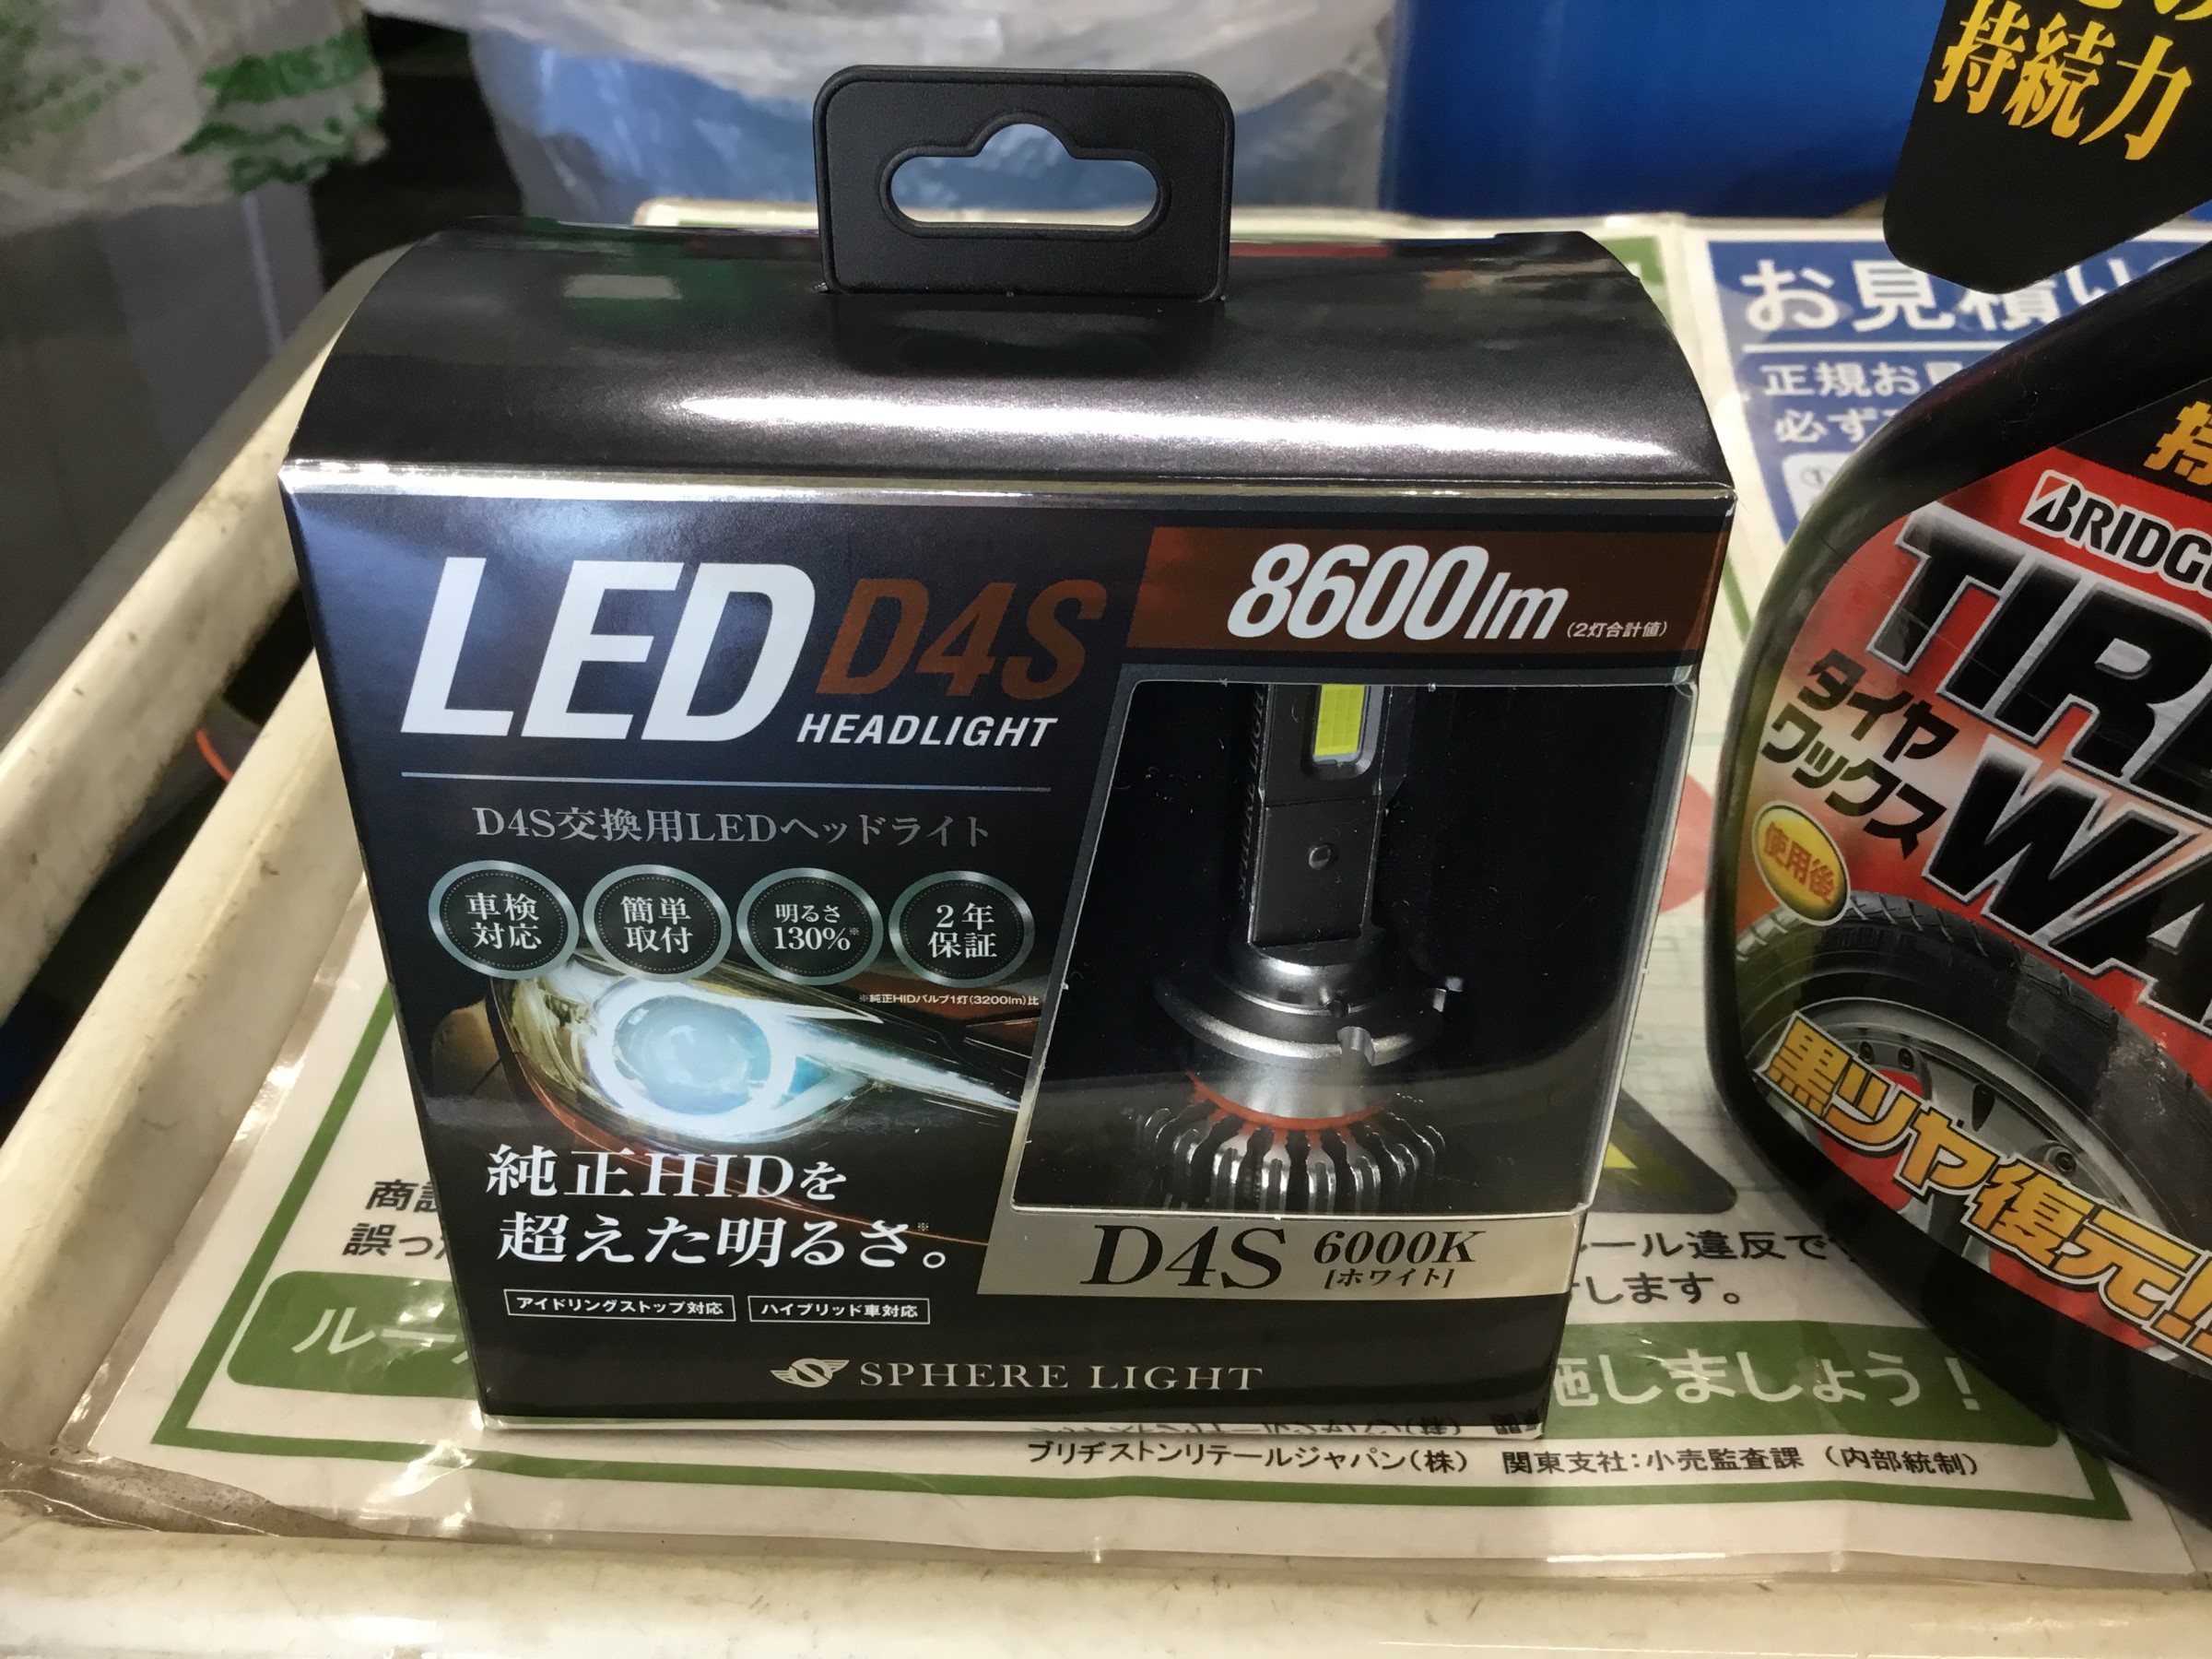 持続力
お見積り
正規お見
必ず
LED D4S
HEADLIGHT
8600lm (2灯合計値)
D4S交換用LEDヘッドライト
車検
対応
簡単
取付
明るさ
130%※
2年
保証
※純正HIDバルブ1灯(3200lm)比
純正HIDを
超えた明るさ※。
アイドリングストップ対応
ハイブリッド車対応
D4S 6000K
[ホワイト]
SPHERE LIGHT
BRIDG
TIR
WA
タイヤ
ワックス
使用後
黒ツヤ復元!!
誤っ
ール違反で
します。
ルー
施しましょう!
ブリヂストンリテールジャパン(株) 関東支社:小売監査課 (内部統制)